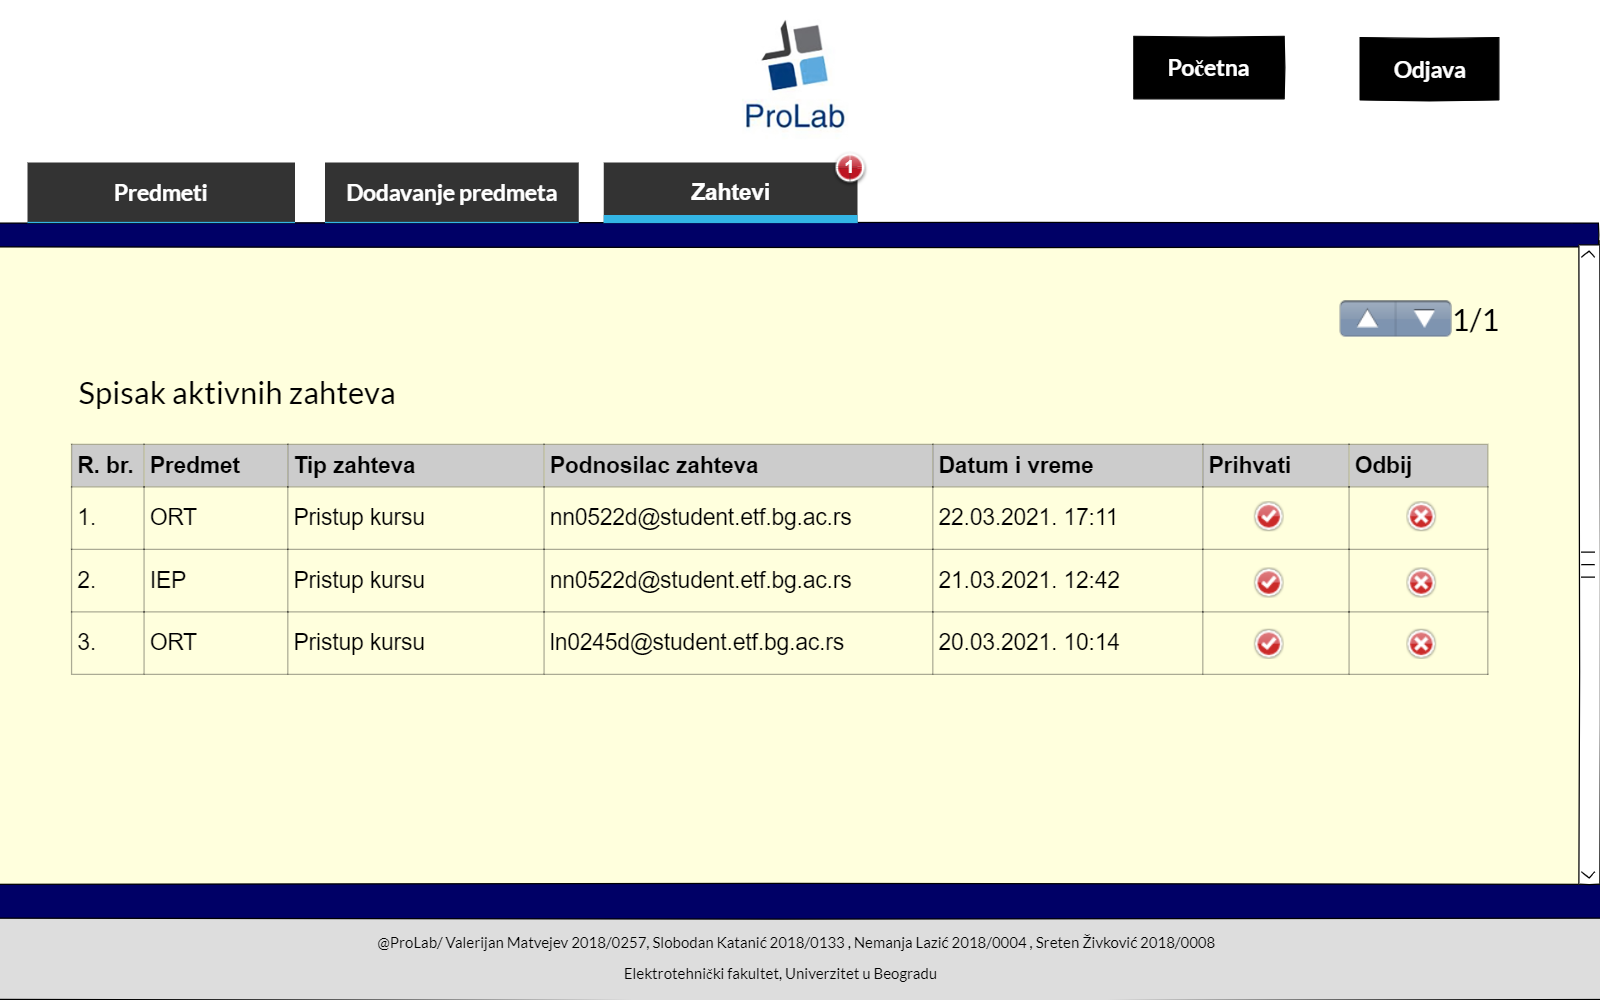 ProLab
Početna
Odjava
Predmeti
Dodavanje predmeta
Zahtevi
1
1/1
Spisak aktivnih zahteva
R. br. Predmet Tip zahteva Podnosilac zahteva Datum i vreme Prihvati Odbij
1. ORT Pristup kursu nn0522d@student.etf.bg.ac.rs 22.03.2021. 17:11
2. IEP Pristup kursu nn0522d@student.etf.bg.ac.rs 21.03.2021. 12:42
3. ORT Pristup kursu ln0245d@student.etf.bg.ac.rs 20.03.2021. 10:14
@ProLab/ Valerijan Matvejev 2018/0257, Slobodan Katanić 2018/0133 , Nemanja Lazić 2018/0004 , Sreten Živković 2018/0008
Elektrotehnički fakultet, Univerzitet u Beogradu